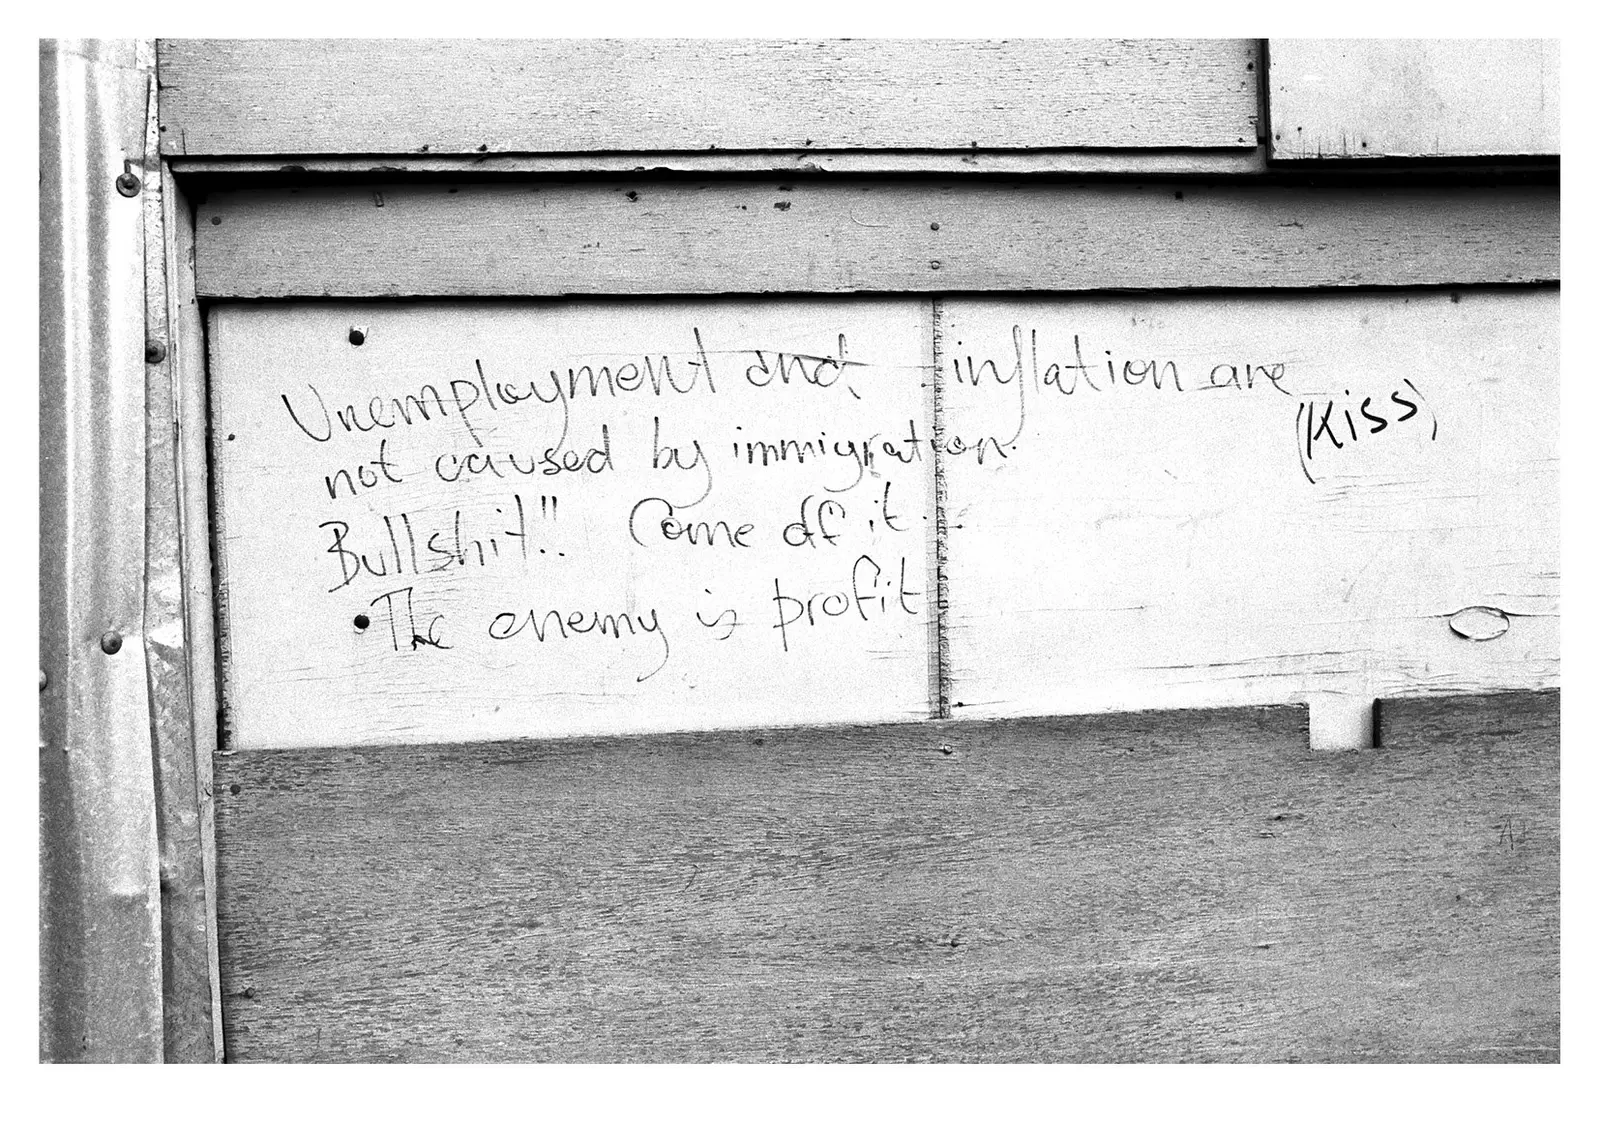 Unemployment and inflation are
(Kiss)
not caused by immigration.
Bullshit!! Come off it.
The enemy is profit